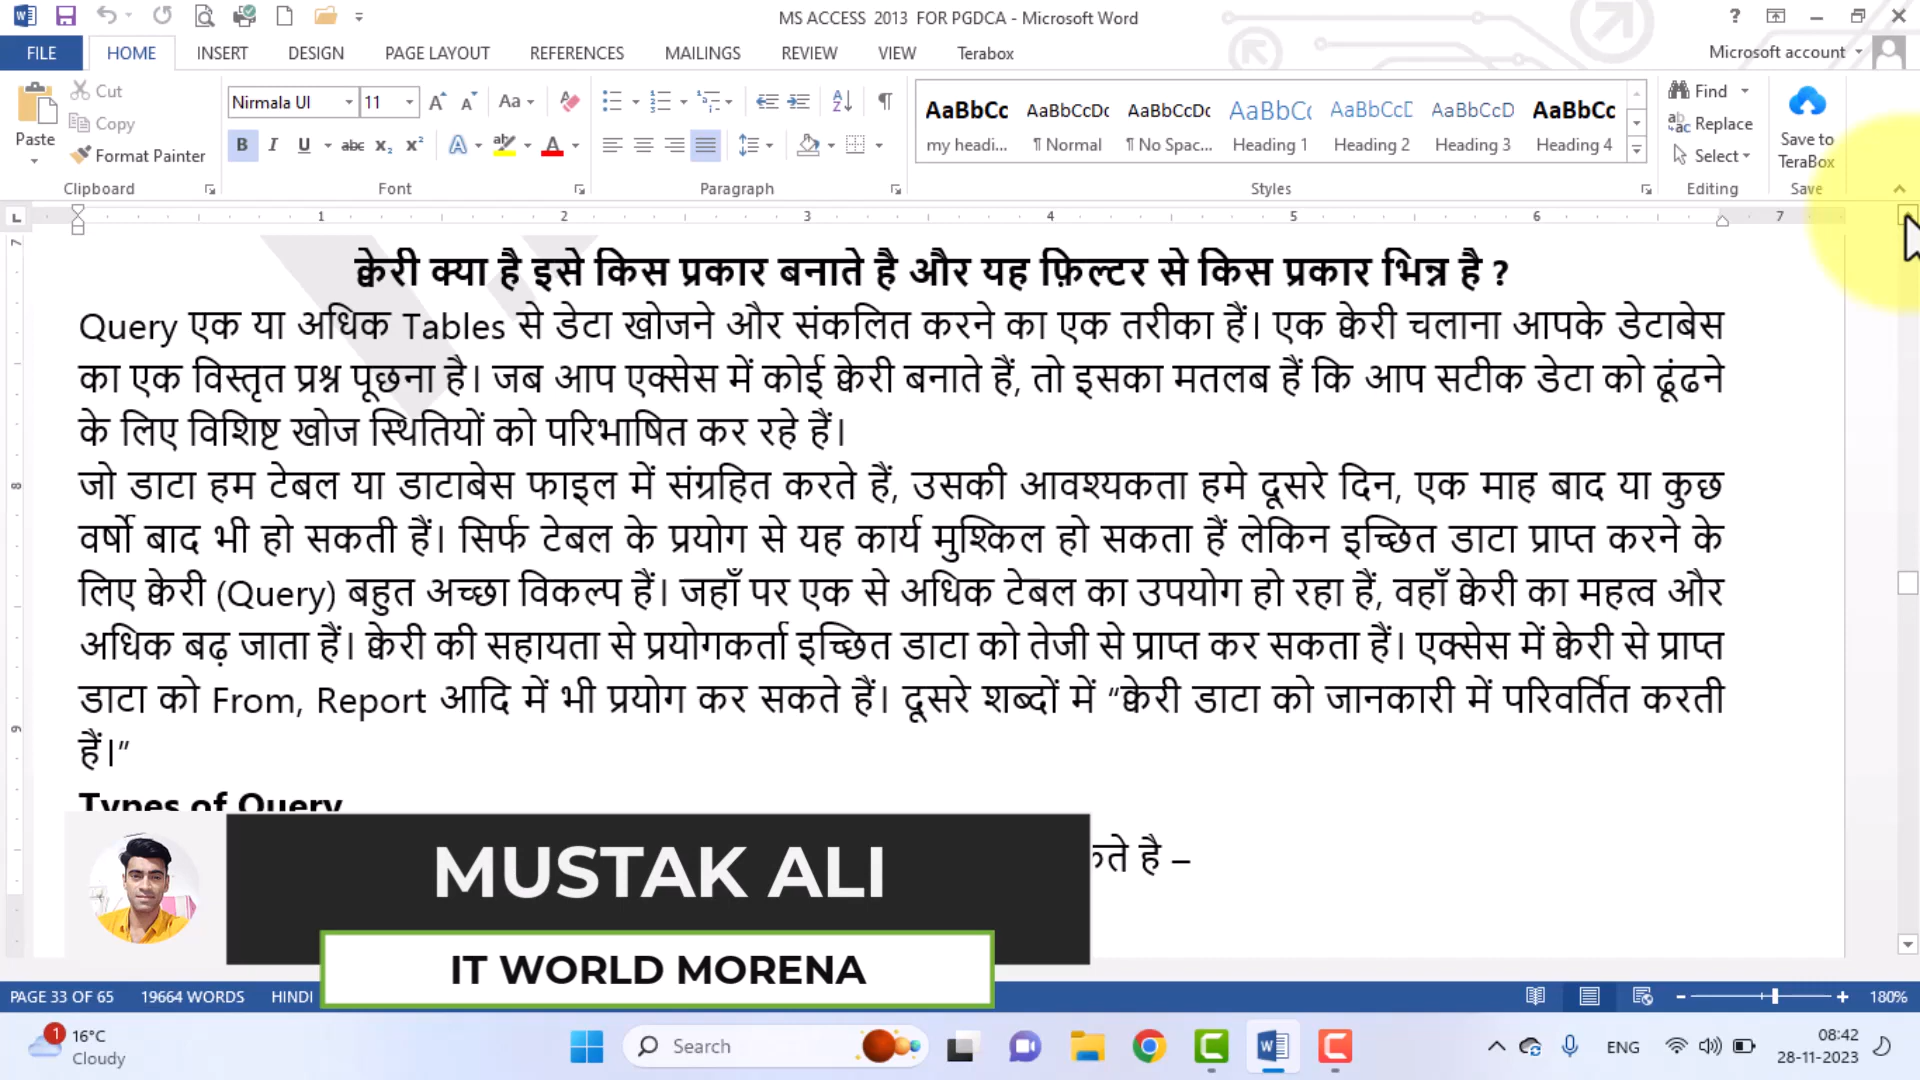 MS ACCESS 2013 FOR PGDCA - Microsoft Word
FILE HOME INSERT DESIGN PAGE LAYOUT REFERENCES MAILINGS REVIEW VIEW Terabox
Microsoft account
Paste
Cut
Copy
Format Painter
Clipboard
Nirmala UI 11
Font
Paragraph
AaBbCc AaBbCcDc AaBbCcDc AaBbC AaBbCcD AaBbCcD AaBbCc
my headi... ¶ Normal ¶ No Spac... Heading 1 Heading 2 Heading 3 Heading 4
Styles
Find
Replace
Select
Editing
Save to
TeraBox
Save
1 2 3 4 5 6 7
क्वेरी क्या है इसे किस प्रकार बनाते है और यह फ़िल्टर से किस प्रकार भिन्न है ?
Query एक या अधिक Tables से डेटा खोजने और संकलित करने का एक तरीका हैं। एक क्वेरी चलाना आपके डेटाबेस
का एक विस्तृत प्रश्न पूछना है। जब आप एक्सेस में कोई क्वेरी बनाते हैं, तो इसका मतलब हैं कि आप सटीक डेटा को ढूंढने
के लिए विशिष्ट खोज स्थितियों को परिभाषित कर रहे हैं।
जो डाटा हम टेबल या डाटाबेस फाइल में संग्रहित करते हैं, उसकी आवश्यकता हमे दूसरे दिन, एक माह बाद या कुछ
वर्षो बाद भी हो सकती हैं। सिर्फ टेबल के प्रयोग से यह कार्य मुश्किल हो सकता हैं लेकिन इच्छित डाटा प्राप्त करने के
लिए क्वेरी (Query) बहुत अच्छा विकल्प हैं। जहाँ पर एक से अधिक टेबल का उपयोग हो रहा हैं, वहाँ क्वेरी का महत्व और
अधिक बढ़ जाता हैं। क्वेरी की सहायता से प्रयोगकर्ता इच्छित डाटा को तेजी से प्राप्त कर सकता हैं। एक्सेस में क्वेरी से प्राप्त
डाटा को From, Report आदि में भी प्रयोग कर सकते हैं। दूसरे शब्दों में “क्वेरी डाटा को जानकारी में परिवर्तित करती
हैं।”
Types of Query
है –
MUSTAK ALI
IT WORLD MORENA
PAGE 33 OF 65 19664 WORDS HINDI 180%
16°C
Cloudy
Search
ENG
08:42
28-11-2023